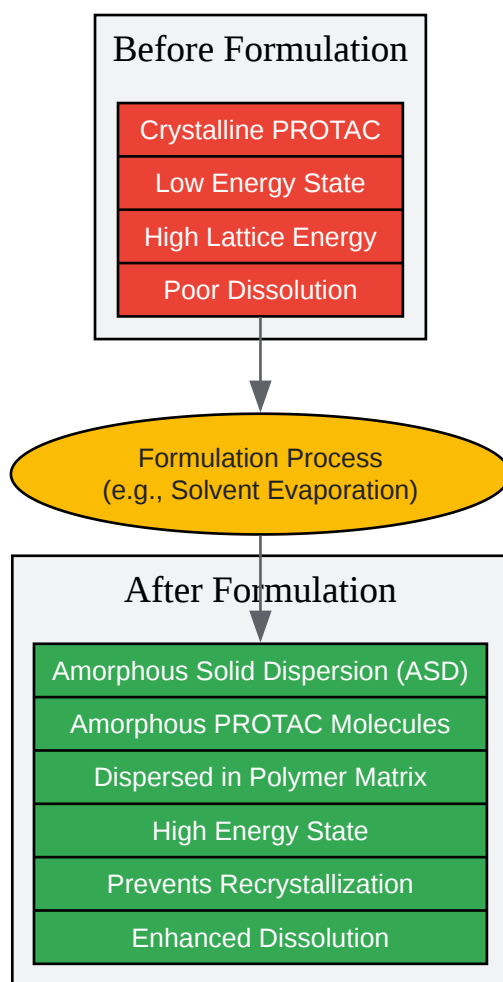 Before Formulation
Crystalline PROTAC
Low Energy State
High Lattice Energy
Poor Dissolution
Formulation Process
(e.g., Solvent Evaporation)
After Formulation
Amorphous Solid Dispersion (ASD)
Amorphous PROTAC Molecules
Dispersed in Polymer Matrix
High Energy State
Prevents Recrystallization
Enhanced Dissolution